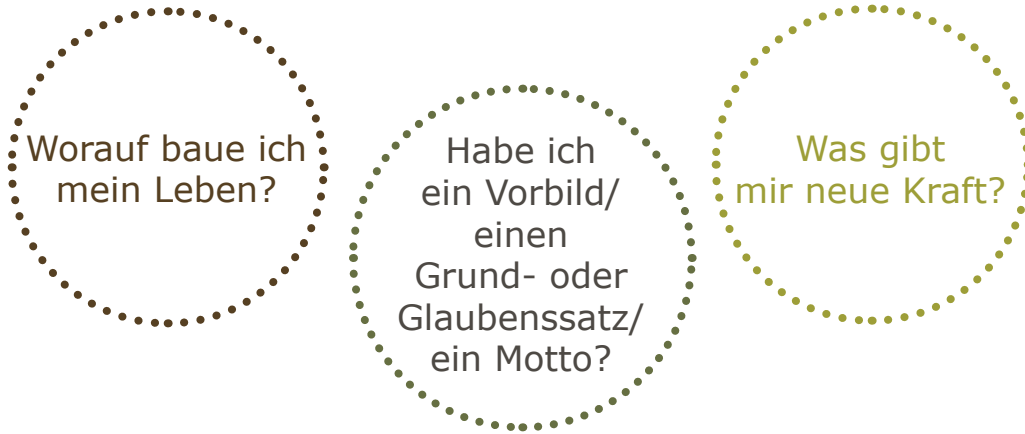 Worauf baue ich
mein Leben?
Habe ich
ein Vorbild/
einen
Grund- oder
Glaubenssatz/
ein Motto?
Was gibt
mir neue Kraft?